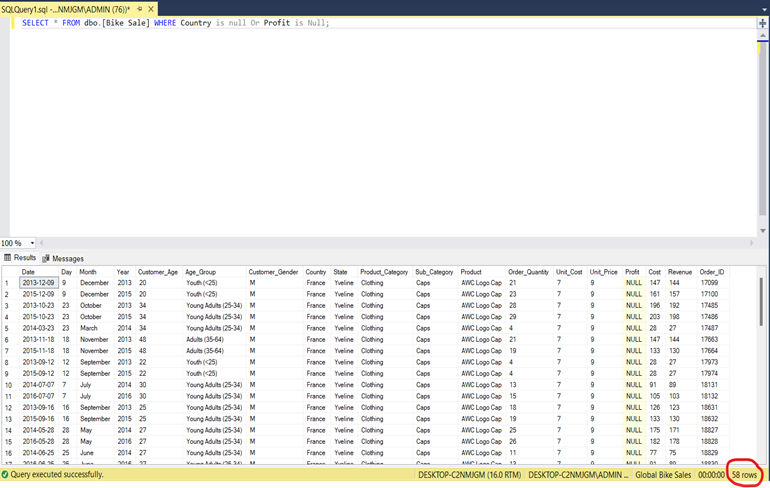 SQLQuery1.sql -...NMJGM\ADMIN (76))*
SELECT * FROM dbo.[Bike Sale] WHERE Country is null Or Profit is Null;
100 %
Results Messages
Date Day Month Year Customer_Age Age_Group Customer_Gender Country State Product_Category Sub_Category Product Order_Quantity Unit_Cost Unit_Price Profit Cost Revenue Order_ID
1 2013-12-09 9 December 2013 20 Youth (<25) M France Yveline Clothing Caps AWC Logo Cap 21 7 9 NULL 147 144 17099
2 2015-12-09 9 December 2015 20 Youth (<25) M France Yveline Clothing Caps AWC Logo Cap 23 7 9 NULL 161 157 17100
3 2013-10-23 23 October 2013 34 Young Adults (25-34) M France Yveline Clothing Caps AWC Logo Cap 28 7 9 NULL 196 192 17485
4 2015-10-23 23 October 2015 34 Young Adults (25-34) M France Yveline Clothing Caps AWC Logo Cap 29 7 9 NULL 203 198 17486
5 2014-03-23 23 March 2014 34 Young Adults (25-34) M France Yveline Clothing Caps AWC Logo Cap 4 7 9 NULL 28 27 17487
6 2013-11-18 18 November 2013 48 Adults (35-64) M France Yveline Clothing Caps AWC Logo Cap 21 7 9 NULL 147 144 17663
7 2015-11-18 18 November 2015 48 Adults (35-64) M France Yveline Clothing Caps AWC Logo Cap 19 7 9 NULL 133 130 17664
8 2013-09-12 12 September 2013 22 Youth (<25) M France Yveline Clothing Caps AWC Logo Cap 4 7 9 NULL 28 27 17973
9 2015-09-12 12 September 2015 22 Youth (<25) M France Yveline Clothing Caps AWC Logo Cap 4 7 9 NULL 28 27 17974
10 2014-07-07 7 July 2014 30 Young Adults (25-34) M France Yveline Clothing Caps AWC Logo Cap 13 7 9 NULL 91 89 18131
11 2016-07-07 7 July 2016 30 Young Adults (25-34) M France Yveline Clothing Caps AWC Logo Cap 15 7 9 NULL 105 103 18132
12 2013-09-16 16 September 2013 25 Young Adults (25-34) M France Yveline Clothing Caps AWC Logo Cap 18 7 9 NULL 126 123 18631
13 2015-09-16 16 September 2015 25 Young Adults (25-34) M France Yveline Clothing Caps AWC Logo Cap 19 7 9 NULL 133 130 18632
14 2014-05-28 28 May 2014 27 Young Adults (25-34) M France Yveline Clothing Caps AWC Logo Cap 25 7 9 NULL 175 171 18827
15 2016-05-28 28 May 2016 27 Young Adults (25-34) M France Yveline Clothing Caps AWC Logo Cap 26 7 9 NULL 182 178 18828
16 2014-06-25 25 June 2014 27 Young Adults (25-34) M France Yveline Clothing Caps AWC Logo Cap 11 7 9 NULL 77 75 18829
17 2016-06-25 25 June 2016 27 Young Adults (25-34) M France Yveline Clothing Caps AWC Logo Cap 13 7 9 NULL 91 89 18830
Query executed successfully. DESKTOP-C2NMJGM (16.0 RTM) DESKTOP-C2NMJGM\ADMIN ... Global Bike Sales 00:00:00 58 rows